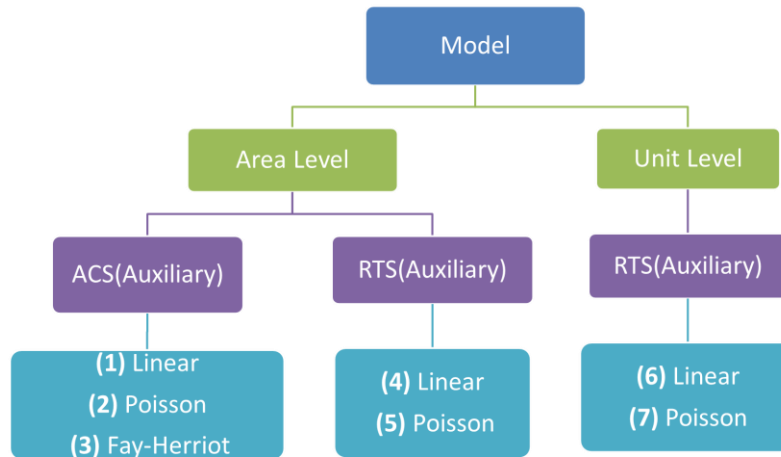 Model
Area Level
Unit Level
ACS(Auxiliary)
RTS(Auxiliary)
RTS(Auxiliary)
(1) Linear
(2) Poisson
(3) Fay-Herriot
(4) Linear
(5) Poisson
(6) Linear
(7) Poisson